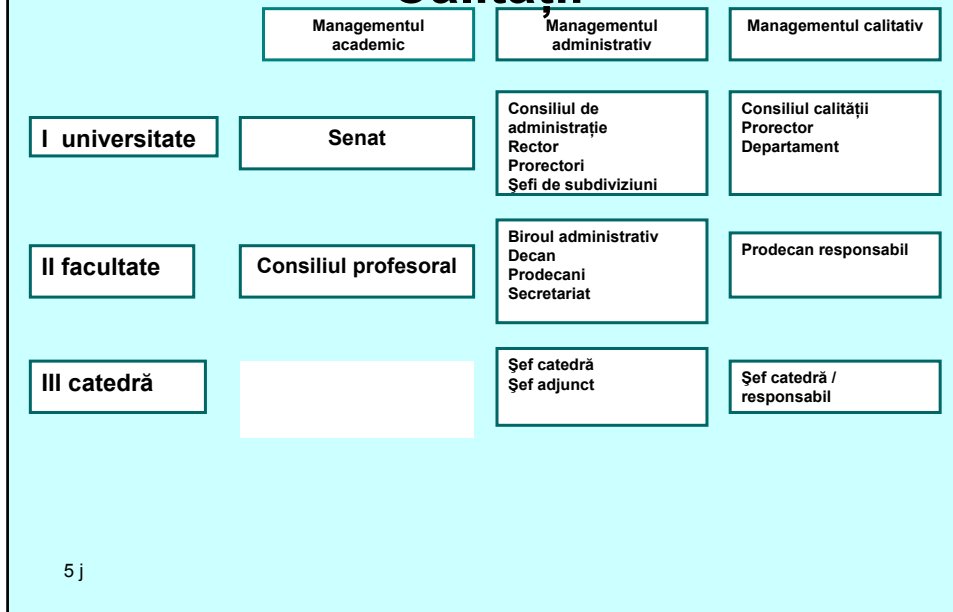 Calității
Managementul
academic
Managementul
administrativ
Managementul calitativ
I universitate
Senat
Consiliul de
administrație
Rector
Prorectori
Şefi de subdiviziuni
Consiliul calității
Prorector
Departament
II facultate
Consiliul profesoral
Biroul administrativ
Decan
Prodecani
Secretariat
Prodecan responsabil
III catedră
Şef catedră
Şef adjunct
Şef catedră /
responsabil
5 j